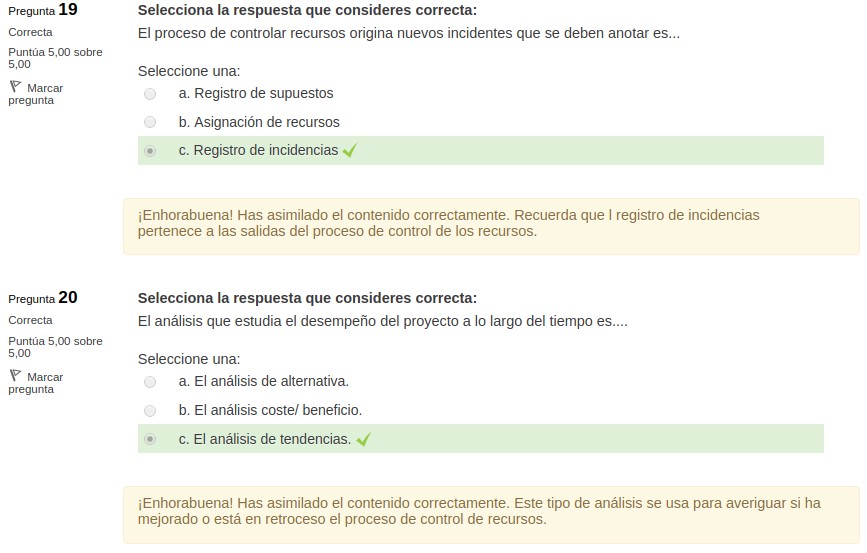 Pregunta 19
Correcta
Puntúa 5,00 sobre
5,00
Marcar
pregunta
Selecciona la respuesta que consideres correcta:
El proceso de controlar recursos origina nuevos incidentes que se deben anotar es...
Seleccione una:
a. Registro de supuestos
b. Asignación de recursos
c. Registro de incidencias
¡Enhorabuena! Has asimilado el contenido correctamente. Recuerda que l registro de incidencias
pertenece a las salidas del proceso de control de los recursos.
Pregunta 20
Correcta
Puntúa 5,00 sobre
5,00
Marcar
pregunta
Selecciona la respuesta que consideres correcta:
El análisis que estudia el desempeño del proyecto a lo largo del tiempo es....
Seleccione una:
a. El análisis de alternativa.
b. El análisis coste/ beneficio.
c. El análisis de tendencias.
¡Enhorabuena! Has asimilado el contenido correctamente. Este tipo de análisis se usa para averiguar si ha
mejorado o está en retroceso el proceso de control de recursos.